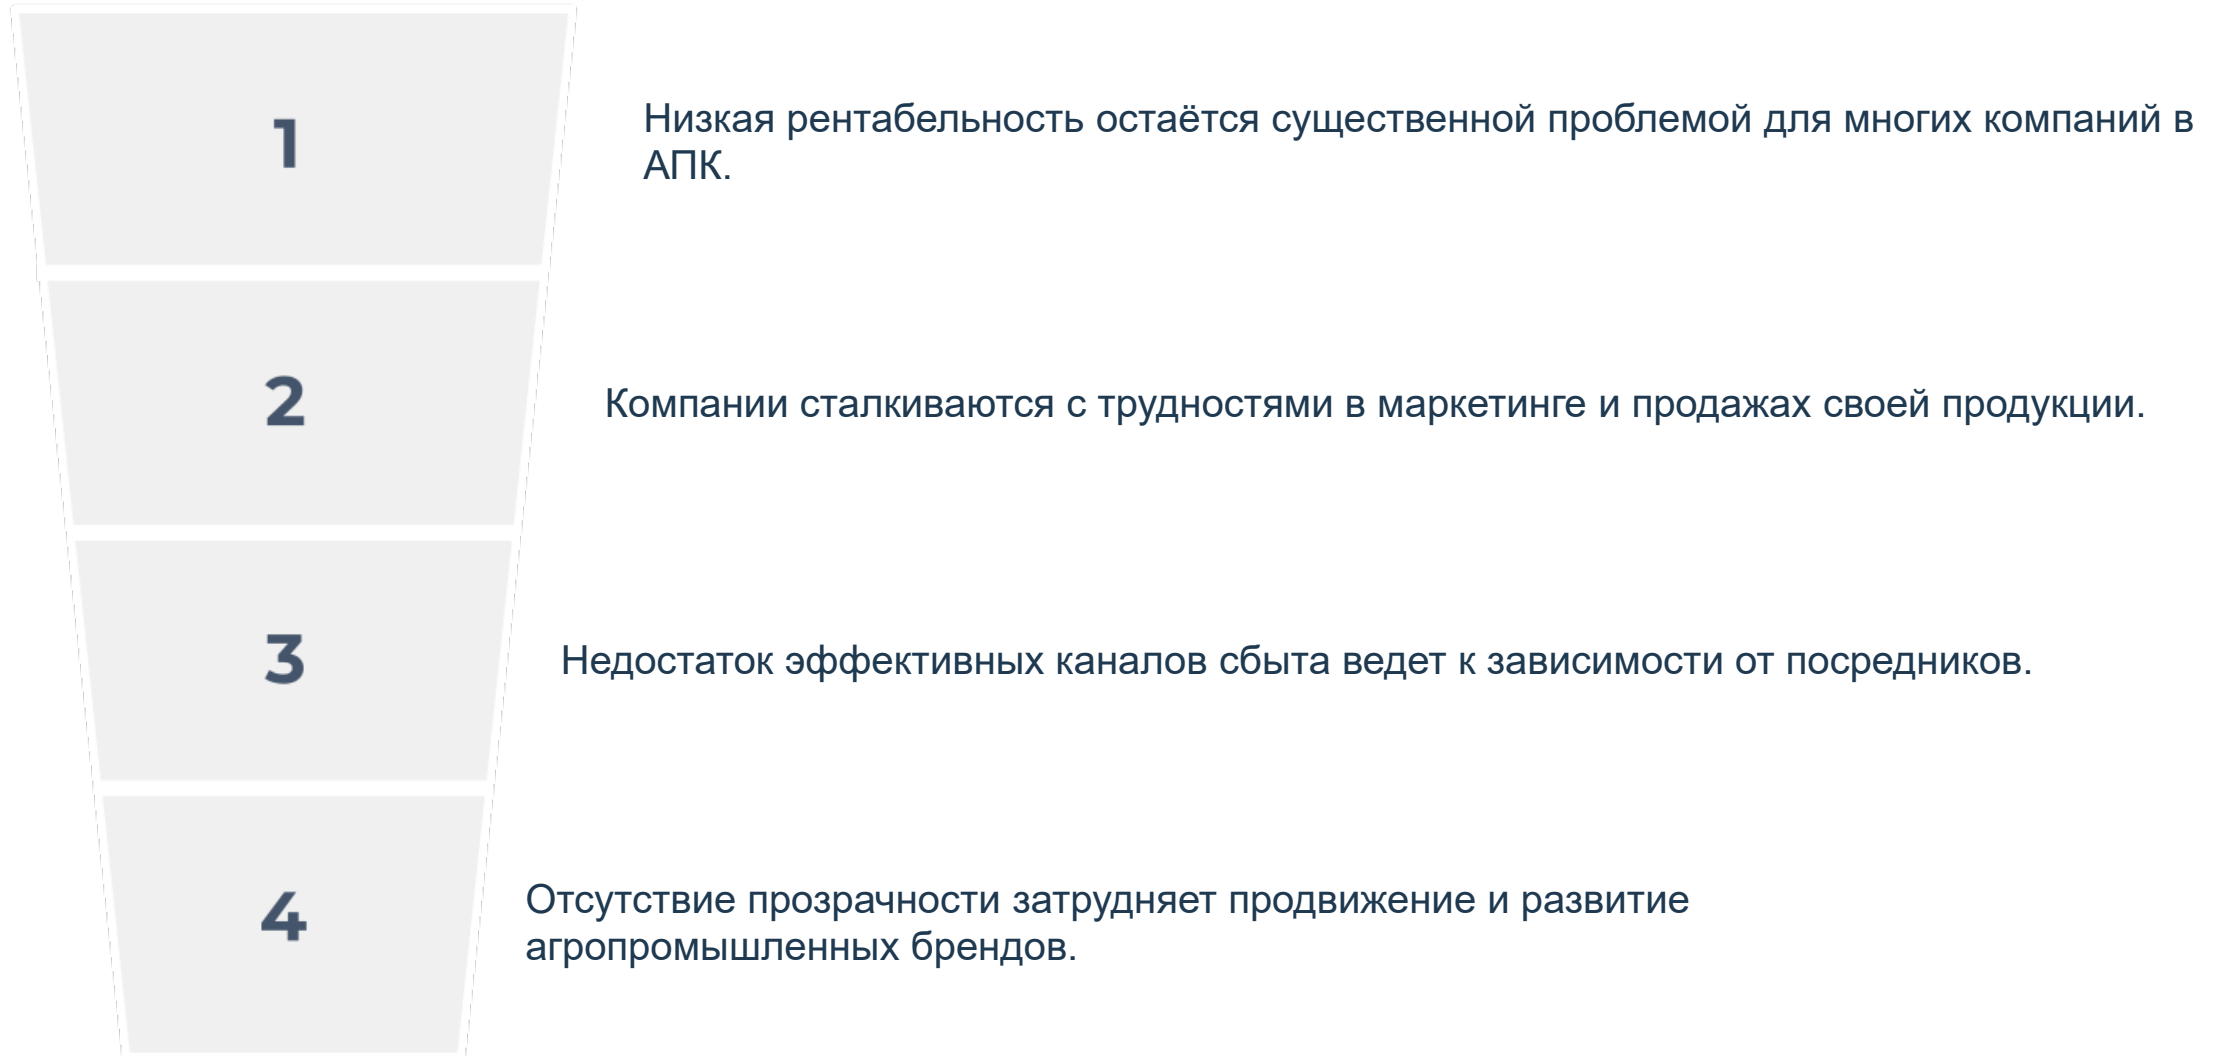 1
Низкая рентабельность остаётся существенной проблемой для многих компаний в
АПК.
2
Компании сталкиваются с трудностями в маркетинге и продажах своей продукции.
3
Недостаток эффективных каналов сбыта ведет к зависимости от посредников.
4
Отсутствие прозрачности затрудняет продвижение и развитие
агропромышленных брендов.